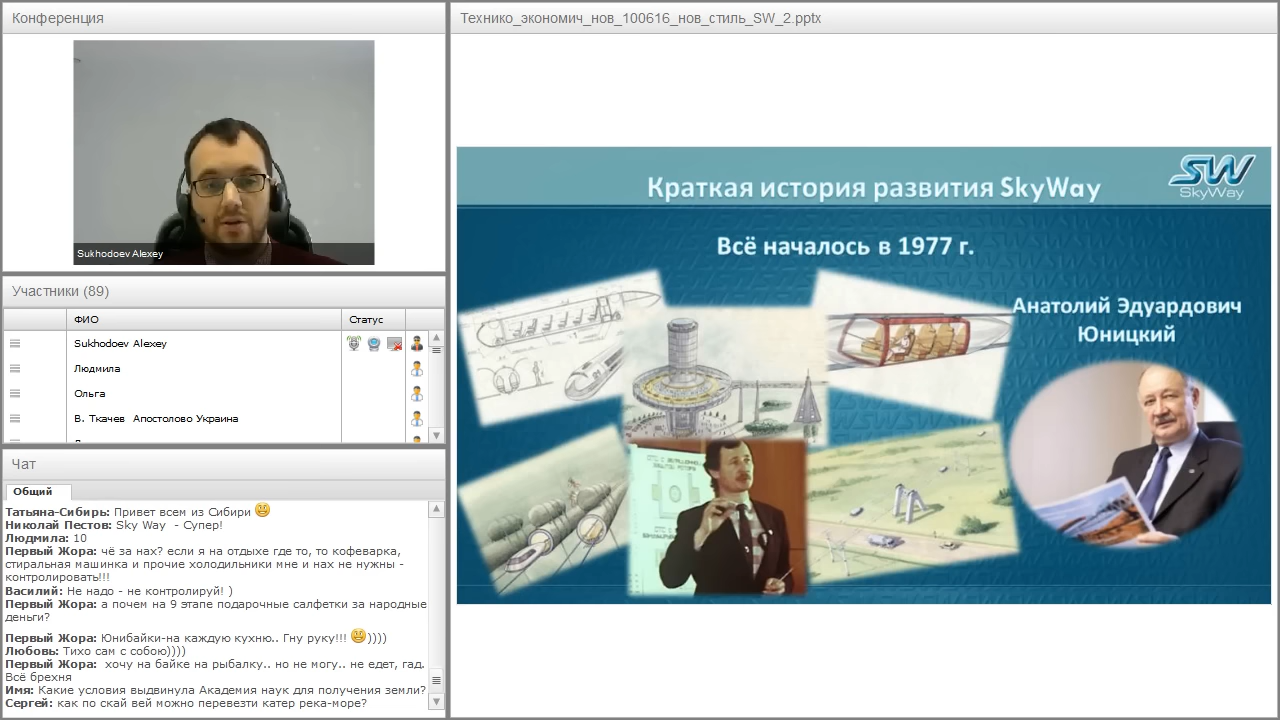 Конференция
Sukhodoev Alexey
Участники (89)
ФИО
Статус
Sukhodoev Alexey
Людмила
Ольга
В. Ткачев Апостолово Украина
Чат
Общий
Татьяна-Сибирь: Привет всем из Сибири
Николай Пестов: Sky Way - Супер!
Людмила: 10
Первый Жора: чё за нах? если я на отдыхе где то, то кофеварка,
стиральная машинка и прочие холодильники мне и нах не нужны -
контролировать!!!
Василий: Не надо - не контролируй! )
Первый Жора: а почем на 9 этапе подарочные салфетки за народные
деньги?
Первый Жора: Юнибайки-на каждую кухню.. Гну руку!!! ))))
Любовь: Тихо сам с собою))))
Первый Жора: хочу на байке на рыбалку.. но не могу.. не едет, гад.
Всё брехня
Имя: Какие условия выдвинула Академия наук для получения земли?
Сергей: как по скай вей можно перевезти катер река-море?
Технико_экономич_нов_100616_нов_стиль_SW_2.pptx
Краткая история развития SkyWay
SW
SkyWay
Всё началось в 1977 г.
Анатолий Эдуардович
Юницкий